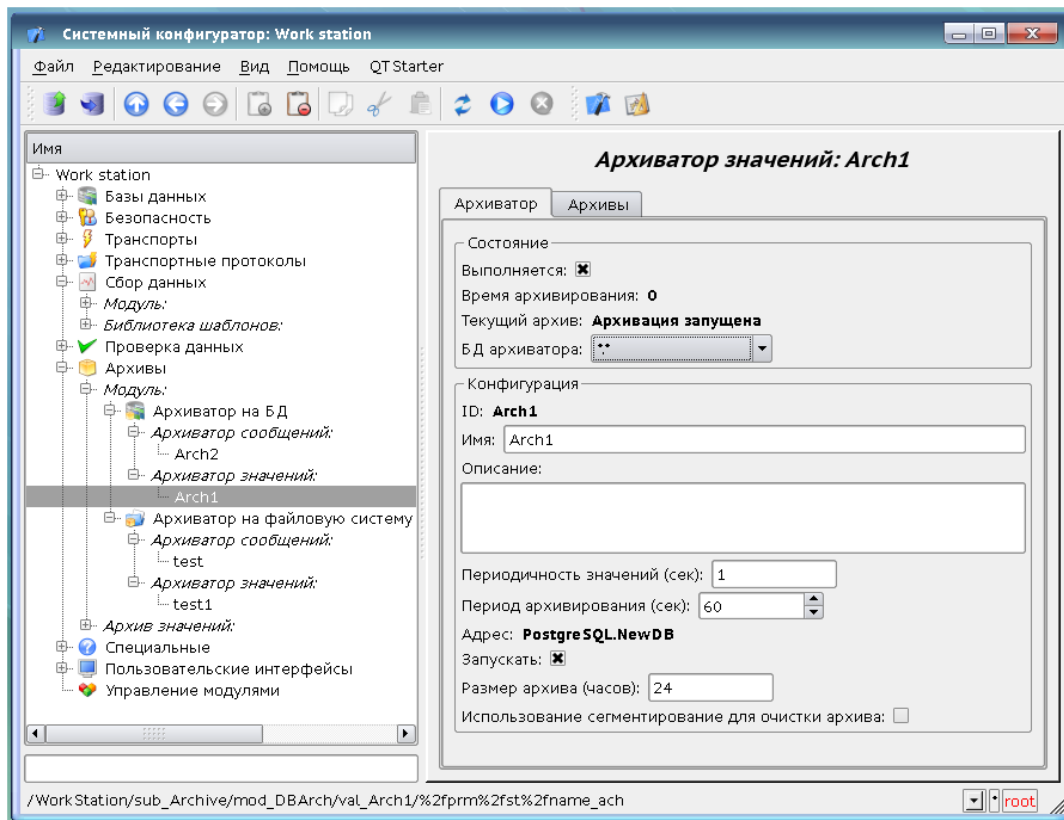 Системный конфигуратор: Work station
Файл Редактирование Вид Помощь QTStarter
Имя
Work station
Базы данных
Безопасность
Транспорты
Транспортные протоколы
Сбор данных
Модуль:
Библиотека шаблонов:
Проверка данных
Архивы
Модуль:
Архиватор на БД
Архиватор сообщений:
Arch2
Архиватор значений:
Arch1
Архиватор на файловую систему
Архиватор сообщений:
test
Архиватор значений:
test1
Архив значений:
Специальные
Пользовательские интерфейсы
Управление модулями
Архиватор значений: Arch1
Архиватор Архивы
Состояние
Выполняется:
Время архивирования: 0
Текущий архив: Архивация запущена
БД архиватора: *.*
Конфигурация
ID: Arch1
Имя: Arch1
Описание:
Периодичность значений (сек): 1
Период архивирования (сек): 60
Адрес: PostgreSQL.NewDB
Запускать:
Размер архива (часов): 24
Использование сегментирование для очистки архива:
/WorkStation/sub_Archive/mod_DBArch/val_Arch1/%2fprm%2fst%2fname_ach
* root